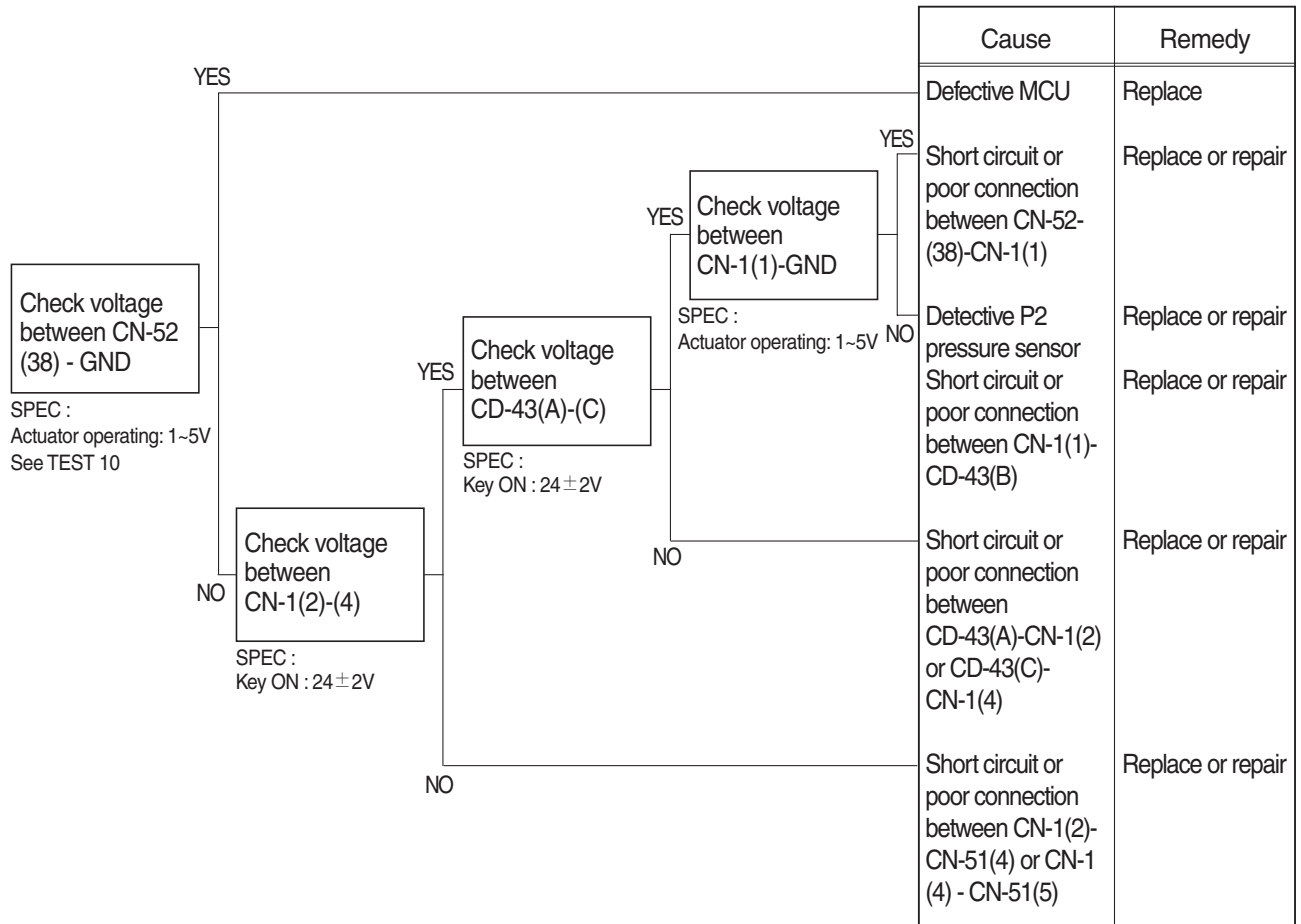 Cause
Remedy
YES
Defective MCU
Replace
YES
Short circuit or
poor connection
between CN-52-
(38)-CN-1(1)
Replace or repair
YES
Check voltage
between
CN-1(1)-GND
SPEC :
Actuator operating: 1~5V
NO
Detective P2
pressure sensor
Replace or repair
Short circuit or
poor connection
between CN-1(1)-
CD-43(B)
Replace or repair
Check voltage
between CN-52
(38) - GND
SPEC :
Actuator operating: 1~5V
See TEST 10
YES
Check voltage
between
CD-43(A)-(C)
SPEC :
Key ON : 24±2V
NO
Short circuit or
poor connection
between
CD-43(A)-CN-1(2)
or CD-43(C)-
CN-1(4)
Replace or repair
NO
Check voltage
between
CN-1(2)-(4)
SPEC :
Key ON : 24±2V
NO
Short circuit or
poor connection
between CN-1(2)-
CN-51(4) or CN-1
(4) - CN-51(5)
Replace or repair